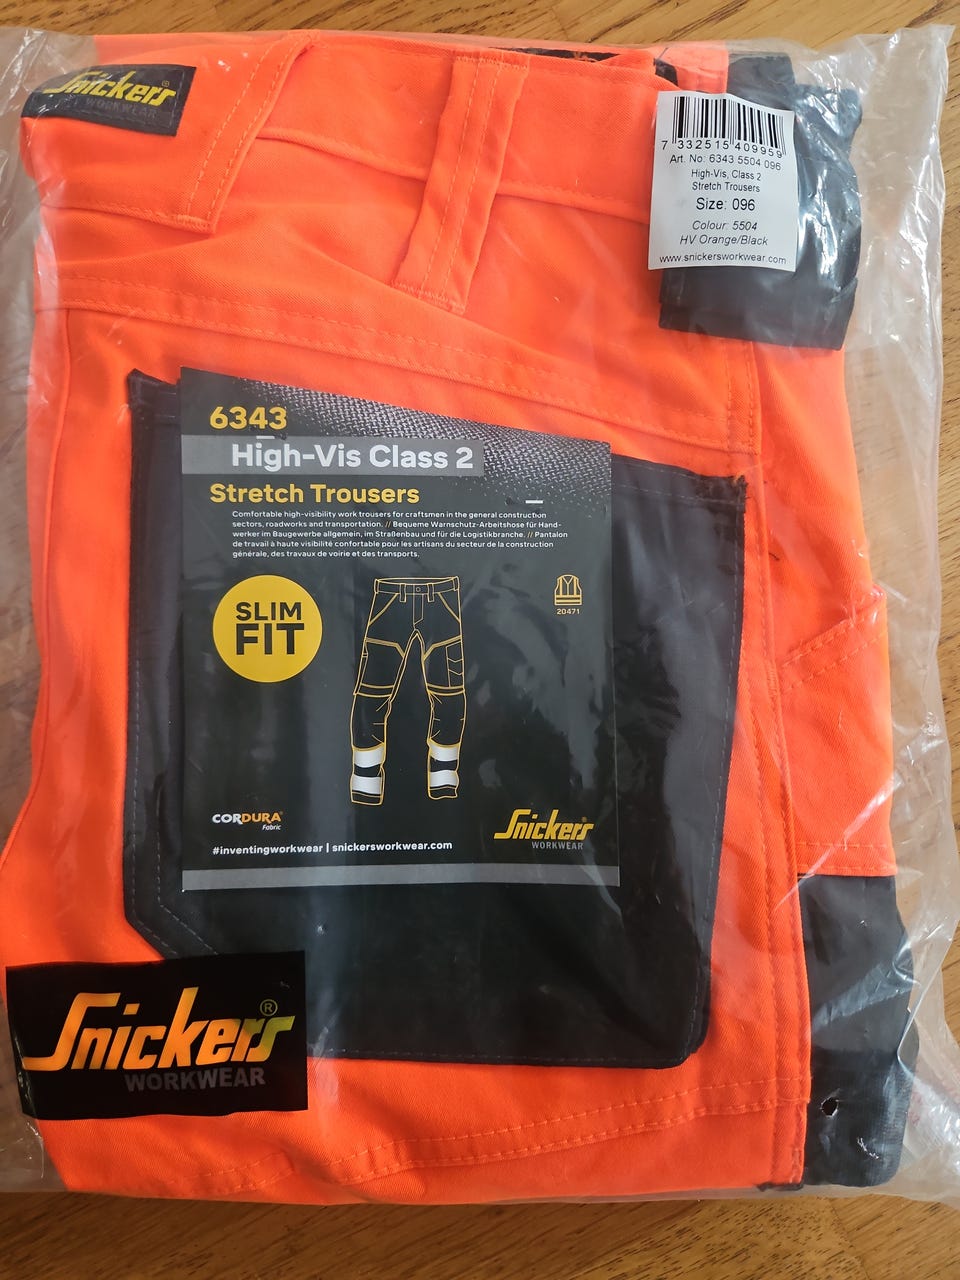 Snickers®
WORKWEAR
7 332515 409959
Art. No: 6343 5504 096
High-Vis, Class 2
Stretch Trousers
Size: 096
Colour: 5504
HV Orange/Black
www.snickersworkwear.com
6343
High-Vis Class 2
Stretch Trousers
Comfortable high-visibility work trousers for craftsmen in the general construction
sectors, roadworks and transportation. // Bequeme Warnschutz-Arbeitshose für Hand-
werker im Baugewerbe allgemein, im Straßenbau und für die Logistikbranche. // Pantalon
de travail à haute visibilité confortable pour les artisans du secteur de la construction
générale, des travaux de voirie et des transports.
SLIM
FIT
20471
CORDURA®
Fabric
Snickers®
WORKWEAR
#inventingworkwear | snickersworkwear.com
Snickers®
WORKWEAR